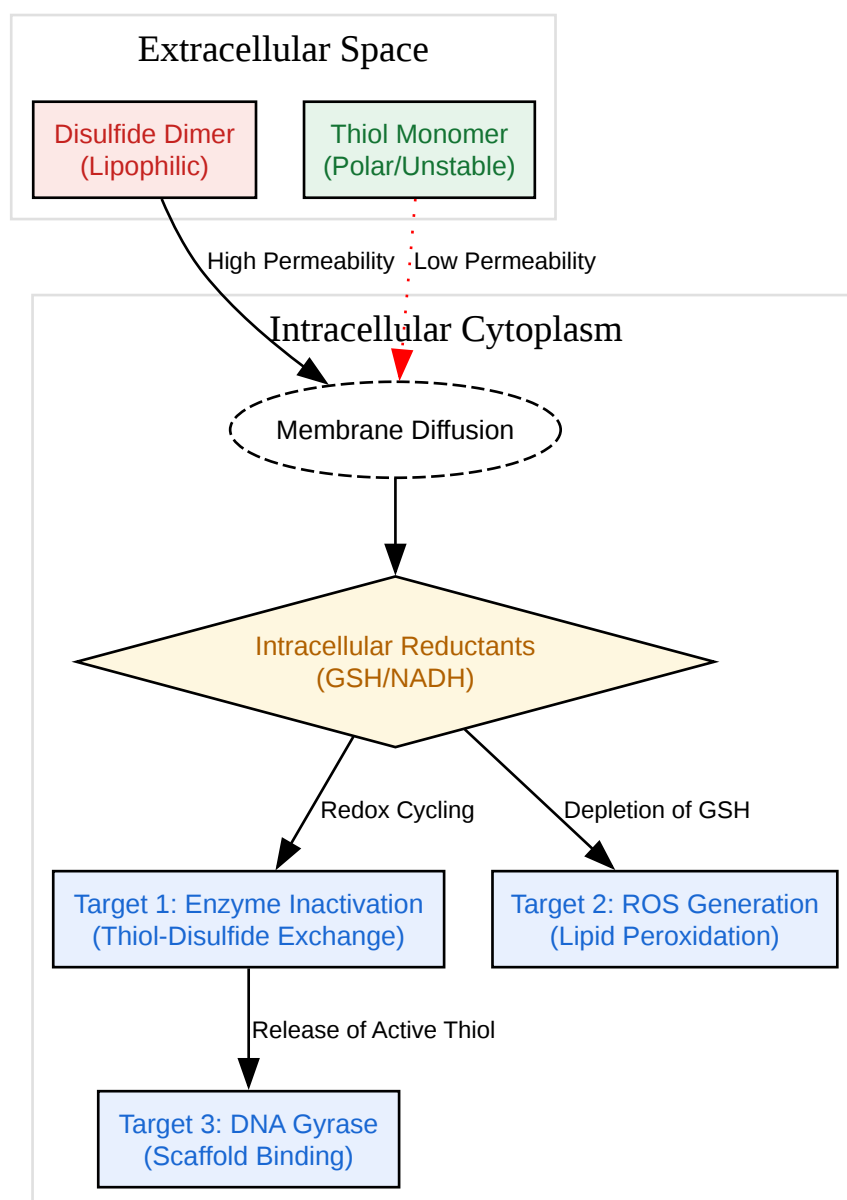 Extracellular Space
Disulfide Dimer
(Lipophilic)
Thiol Monomer
(Polar/Unstable)
High Permeability
Low Permeability
Intracellular Cytoplasm
Membrane Diffusion
Intracellular Reductants
(GSH/NADH)
Redox Cycling
Depletion of GSH
Target 1: Enzyme Inactivation
(Thiol-Disulfide Exchange)
Target 2: ROS Generation
(Lipid Peroxidation)
Release of Active Thiol
Target 3: DNA Gyrase
(Scaffold Binding)